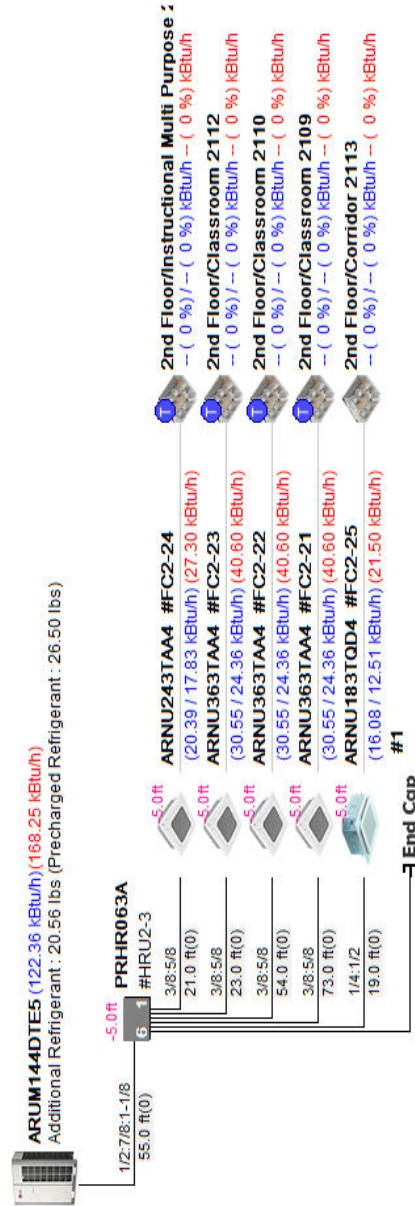 ARUM144DTE5 (122.36 kBtu/h)(168.25 kBtu/h)
Additional Refrigerant : 20.56 lbs (Precharged Refrigerant : 26.50 lbs)
1/2:7/8:1-1/8
55.0 ft(0)
-5.0ft
PRHR063A
#HRU2-3
6 1
3/8:5/8
21.0 ft(0)
-5.0ft
ARNU243TAA4 #FC2-24
(20.39 / 17.83 kBtu/h) (27.30 kBtu/h)
T
2nd Floor/Instructional Multi Purpose
-- ( 0 %) / -- ( 0 %) kBtu/h -- ( 0 %) kBtu/h
3/8:5/8
23.0 ft(0)
-5.0ft
ARNU363TAA4 #FC2-23
(30.55 / 24.36 kBtu/h) (40.60 kBtu/h)
T
2nd Floor/Classroom 2112
-- ( 0 %) / -- ( 0 %) kBtu/h -- ( 0 %) kBtu/h
3/8:5/8
54.0 ft(0)
-5.0ft
ARNU363TAA4 #FC2-22
(30.55 / 24.36 kBtu/h) (40.60 kBtu/h)
T
2nd Floor/Classroom 2110
-- ( 0 %) / -- ( 0 %) kBtu/h -- ( 0 %) kBtu/h
3/8:5/8
73.0 ft(0)
-5.0ft
ARNU363TAA4 #FC2-21
(30.55 / 24.36 kBtu/h) (40.60 kBtu/h)
T
2nd Floor/Classroom 2109
-- ( 0 %) / -- ( 0 %) kBtu/h -- ( 0 %) kBtu/h
1/4:1/2
19.0 ft(0)
-5.0ft
ARNU183TQD4 #FC2-25
(16.08 / 12.51 kBtu/h) (21.50 kBtu/h)
2nd Floor/Corridor 2113
-- ( 0 %) / -- ( 0 %) kBtu/h -- ( 0 %) kBtu/h
#1
End Cap